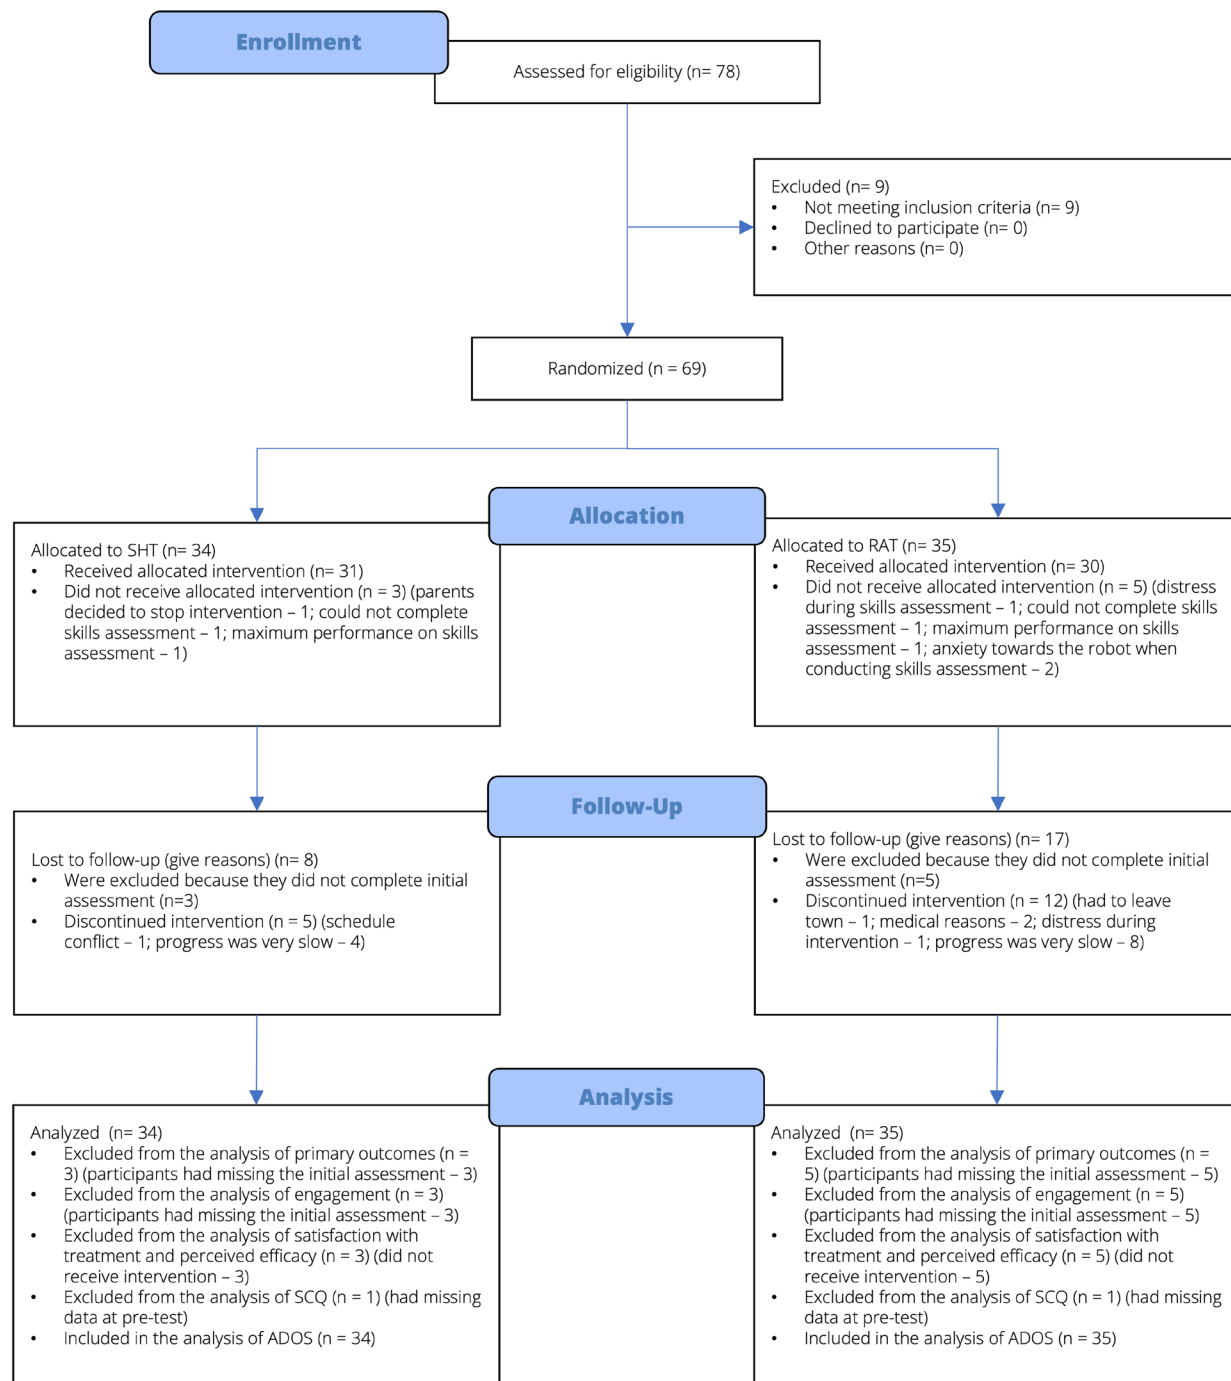 Enrollment
Assessed for eligibility (n= 78)
Excluded (n= 9)
• Not meeting inclusion criteria (n= 9)
• Declined to participate (n= 0)
• Other reasons (n= 0)
Randomized (n = 69)
Allocation
Allocated to SHT (n= 34)
• Received allocated intervention (n= 31)
• Did not receive allocated intervention (n = 3) (parents
decided to stop intervention – 1; could not complete
skills assessment – 1; maximum performance on skills
assessment – 1)
Allocated to RAT (n= 35)
• Received allocated intervention (n= 30)
• Did not receive allocated intervention (n = 5) (distress
during skills assessment – 1; could not complete skills
assessment – 1; maximum performance on skills
assessment – 1; anxiety towards the robot when
conducting skills assessment – 2)
Follow-Up
Lost to follow-up (give reasons) (n= 8)
• Were excluded because they did not complete initial
assessment (n=3)
• Discontinued intervention (n = 5) (schedule
conflict – 1; progress was very slow – 4)
Lost to follow-up (give reasons) (n= 17)
• Were excluded because they did not complete initial
assessment (n=5)
• Discontinued intervention (n = 12) (had to leave
town – 1; medical reasons – 2; distress during
intervention – 1; progress was very slow – 8)
Analysis
Analyzed (n= 34)
• Excluded from the analysis of primary outcomes (n =
3) (participants had missing the initial assessment – 3)
• Excluded from the analysis of engagement (n = 3)
(participants had missing the initial assessment – 3)
• Excluded from the analysis of satisfaction with
treatment and perceived efficacy (n = 3) (did not
receive intervention – 3)
• Excluded from the analysis of SCQ (n = 1) (had missing
data at pre-test)
• Included in the analysis of ADOS (n = 34)
Analyzed (n= 35)
• Excluded from the analysis of primary outcomes (n =
5) (participants had missing the initial assessment – 5)
• Excluded from the analysis of engagement (n = 5)
(participants had missing the initial assessment – 5)
• Excluded from the analysis of satisfaction with
treatment and perceived efficacy (n = 5) (did not
receive intervention – 5)
• Excluded from the analysis of SCQ (n = 1) (had missing
data at pre-test)
• Included in the analysis of ADOS (n = 35)